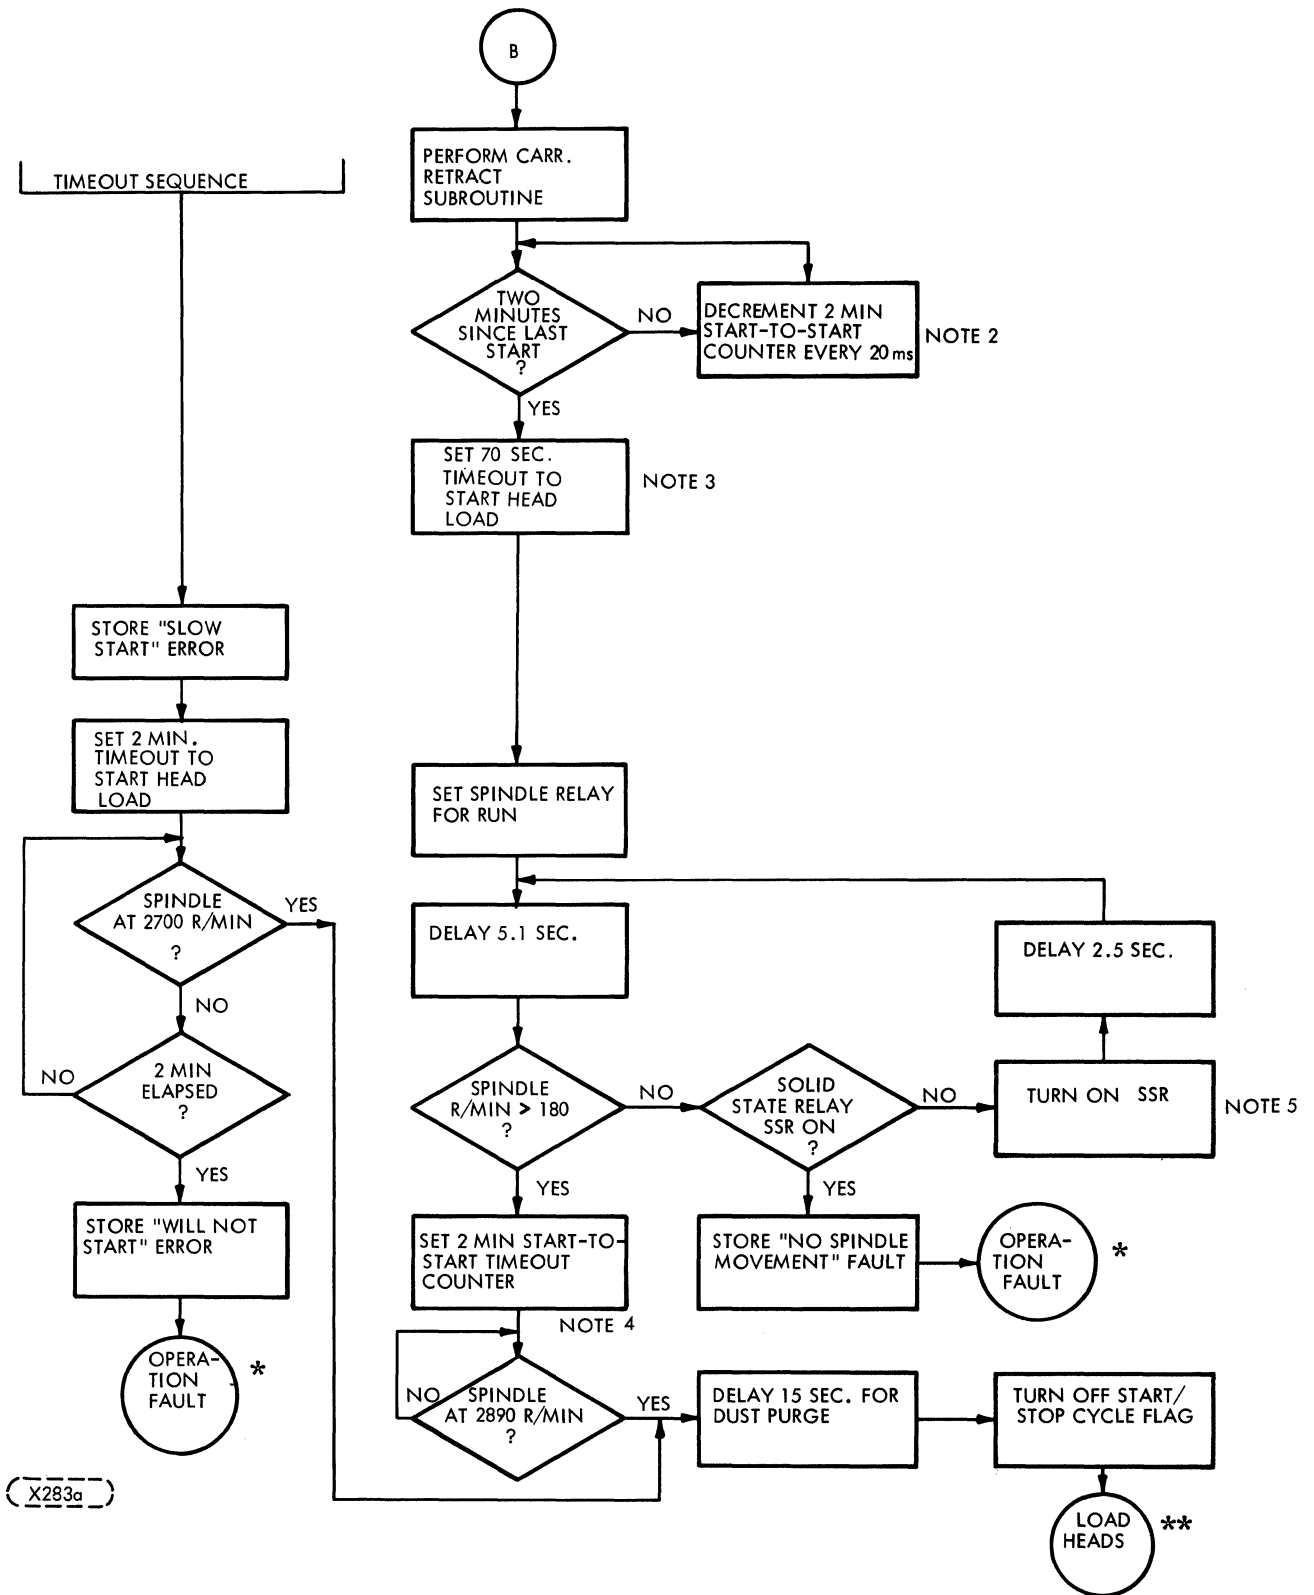 B
PERFORM CARR.
RETRACT
SUBROUTINE
TIMEOUT SEQUENCE
TWO
MINUTES
SINCE LAST
START
?
NO
DECREMENT 2 MIN
START-TO-START
COUNTER EVERY 20 ms
NOTE 2
YES
SET 70 SEC.
TIMEOUT TO
START HEAD
LOAD
NOTE 3
STORE "SLOW
START" ERROR
SET 2 MIN.
TIMEOUT TO
START HEAD
LOAD
SET SPINDLE RELAY
FOR RUN
SPINDLE
AT 2700 R/MIN
?
YES
NO
DELAY 5.1 SEC.
DELAY 2.5 SEC.
2 MIN
ELAPSED
?
NO
YES
SPINDLE
R/MIN > 180
?
NO
YES
SOLID
STATE RELAY
SSR ON
?
NO
YES
TURN ON SSR
NOTE 5
STORE "WILL NOT
START" ERROR
SET 2 MIN START-TO-
START TIMEOUT
COUNTER
STORE "NO SPINDLE
MOVEMENT" FAULT
OPERA-
TION
FAULT
*
NOTE 4
OPERA-
TION
FAULT
*
NO
SPINDLE
AT 2890 R/MIN
?
YES
DELAY 15 SEC. FOR
DUST PURGE
TURN OFF START/
STOP CYCLE FLAG
X283a
LOAD
HEADS
**